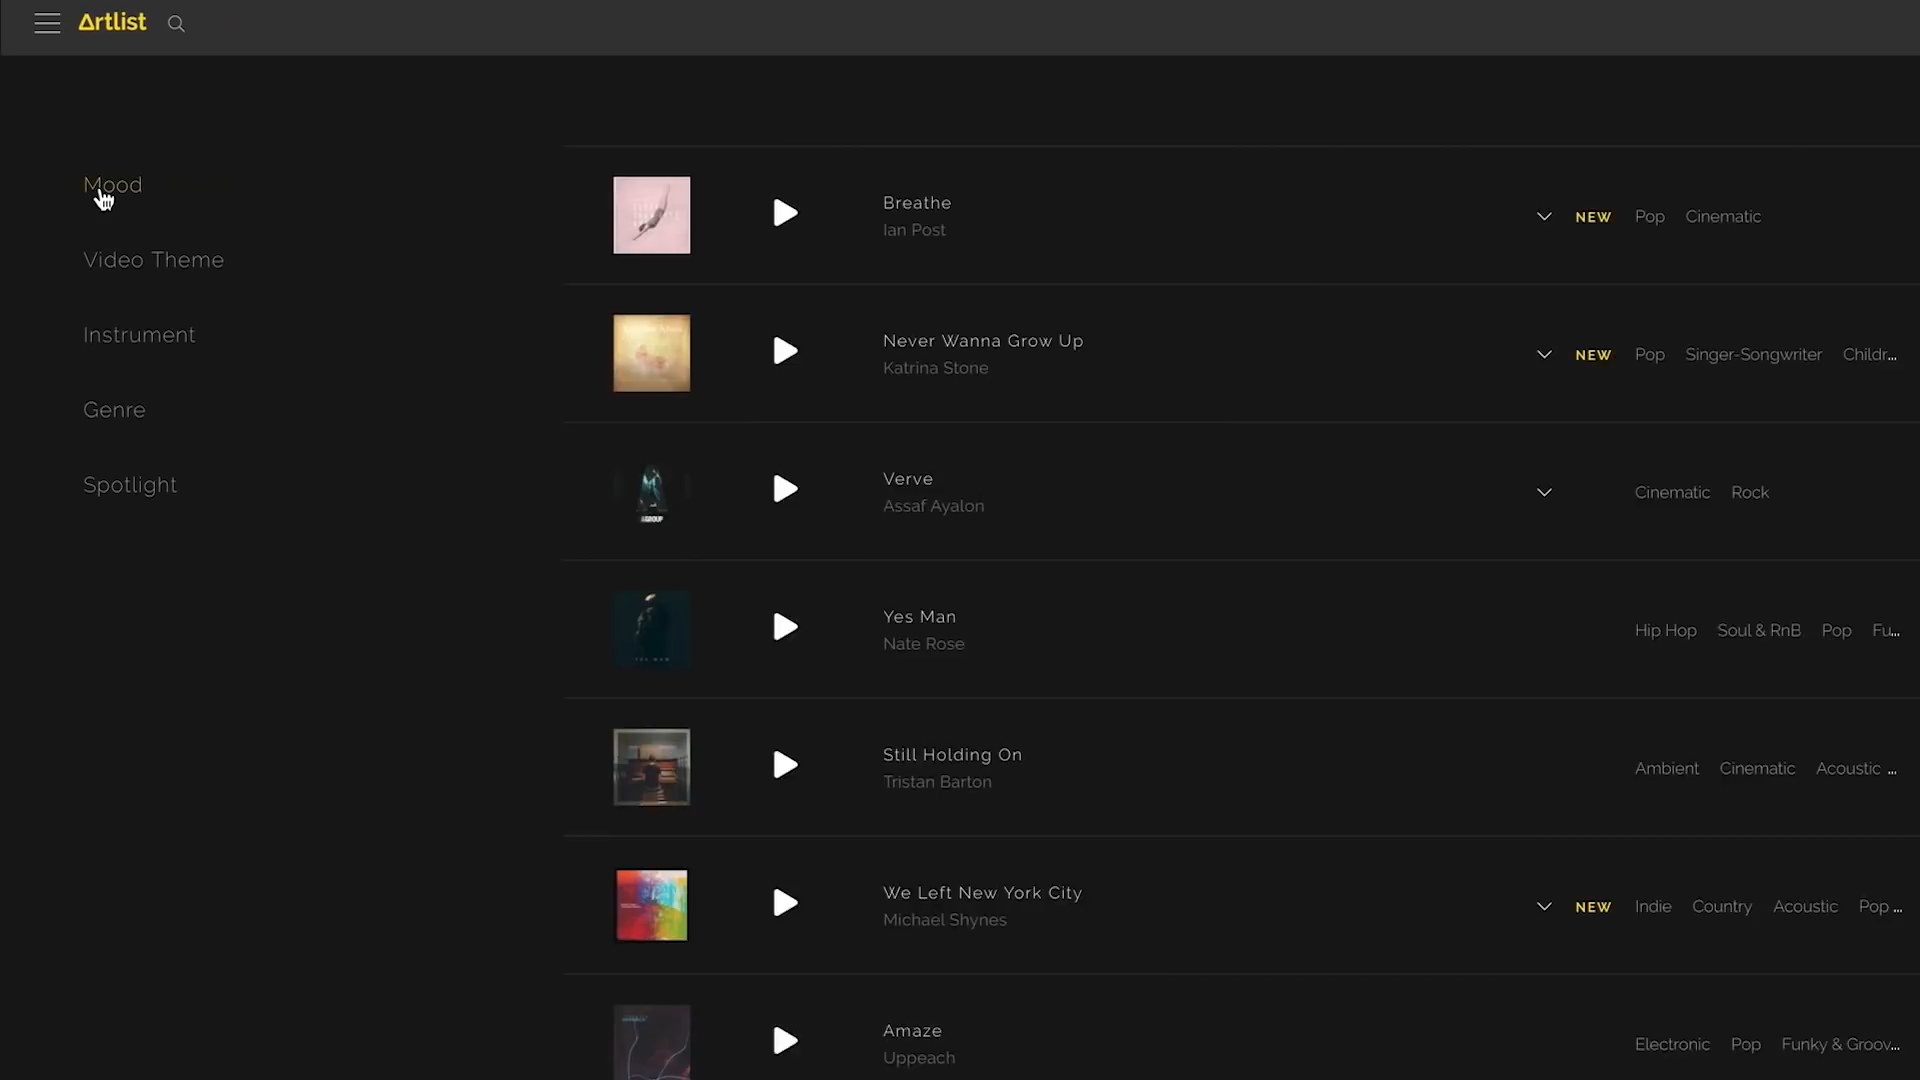 Artlist
Mood
Video Theme
Instrument
Genre
Spotlight
Breathe
Ian Post
NEW Pop Cinematic
Never Wanna Grow Up
Katrina Stone
NEW Pop Singer-Songwriter Childr...
Verve
Assaf Ayalon
Cinematic Rock
Yes Man
Nate Rose
Hip Hop Soul & RnB Pop Fu...
YES MAN
Still Holding On
Tristan Barton
Ambient Cinematic Acoustic ...
We Left New York City
Michael Shynes
NEW Indie Country Acoustic Pop ...
Amaze
Uppeach
Electronic Pop Funky & Groov...